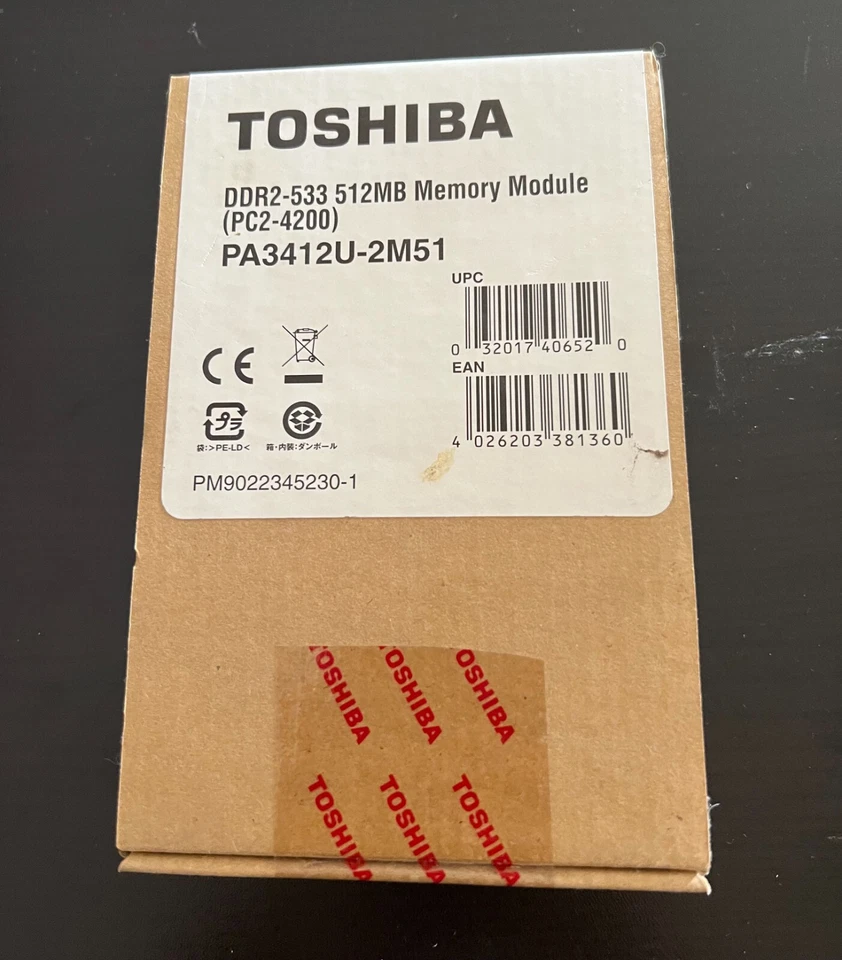 TOSHIBA
DDR2-533 512MB Memory Module
(PC2-4200)
PA3412U-2M51
UPC
0 32017 40652 0
EAN
4 026203 381360
CE
プラ
袋:>PE-LD<
箱・内装:ダンボール
PM9022345230-1
TOSHIBA TOSHIBA TOSHIBA
TOSHIBA TOSHIBA TOSHIBA